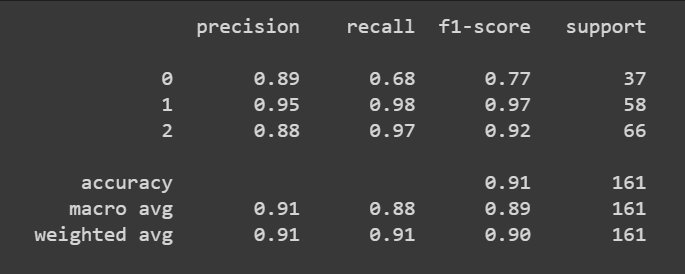 precision recall f1-score support
0 0.89 0.68 0.77 37
1 0.95 0.98 0.97 58
2 0.88 0.97 0.92 66
accuracy 0.91 161
macro avg 0.91 0.88 0.89 161
weighted avg 0.91 0.91 0.90 161